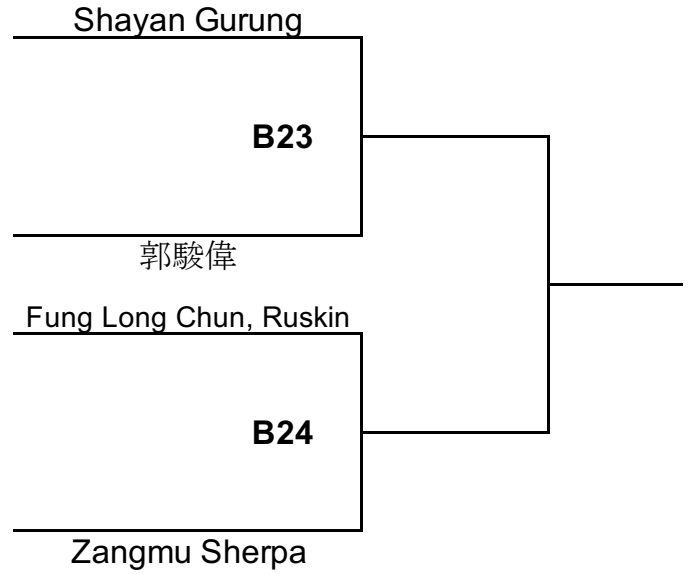 Shayan Gurung
B23
郭駿偉
Fung Long Chun, Ruskin
B24
Zangmu Sherpa